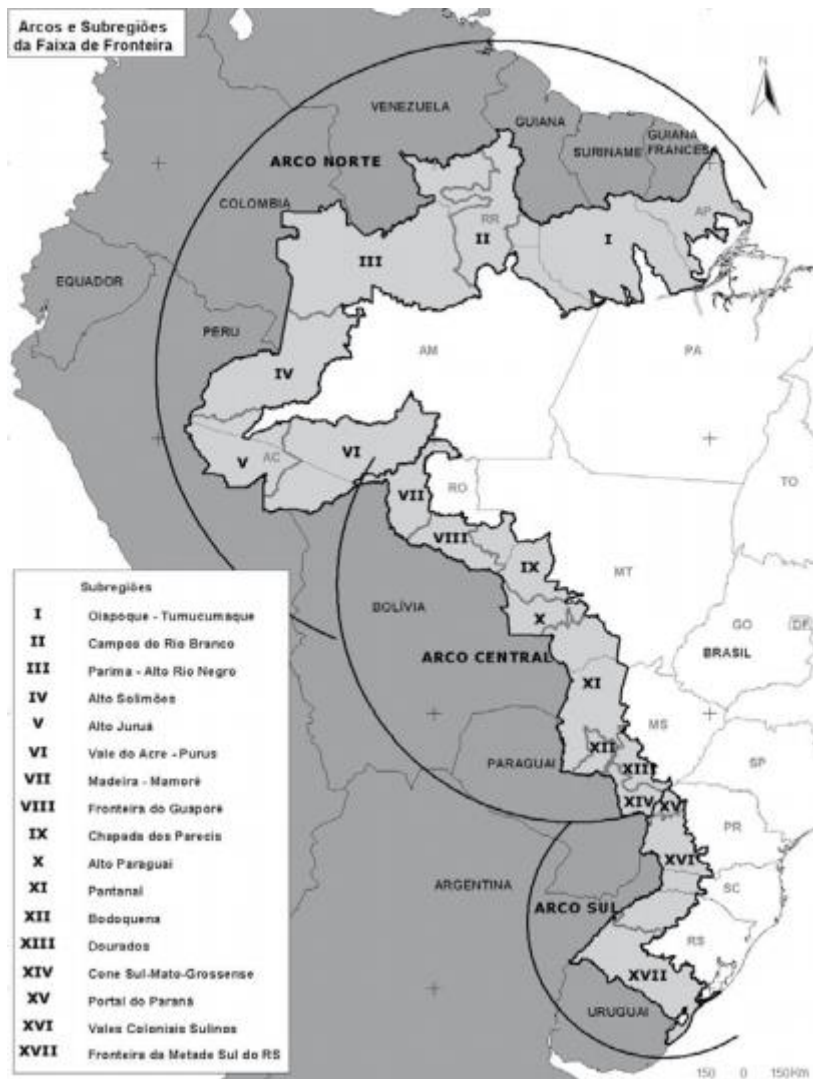 Arcos e Subregiões
da Faixa de Fronteira
N
VENEZUELA
GUIANA
GUIANA
FRANCESA
SURINAME
ARCO NORTE
COLOMBIA
RR
AP
II
I
III
EQUADOR
PERU
AM
PA
IV
VI
AC
V
VII
RO
TO
VIII
IX
MT
BOLÍVIA
X
GO
DF
BRASIL
ARCO CENTRAL
XI
MS
XII
PARAGUAI
XIII
SP
XIV
XV
PR
XVI
ARGENTINA
SC
ARCO SUL
RS
XVII
URUGUAI
150 0 150Km
Subregiões
I Oiapoque - Tumucumaque
II Campos do Rio Branco
III Parima - Alto Rio Negro
IV Alto Solimões
V Alto Juruá
VI Vale do Acre - Purus
VII Madeira - Mamoré
VIII Fronteira do Guaporé
IX Chapada dos Parecis
X Alto Paraguai
XI Pantanal
XII Bodoquena
XIII Dourados
XIV Cone Sul-Mato-Grossense
XV Portal do Paraná
XVI Vales Coloniais Sulinos
XVII Fronteira da Metade Sul do RS